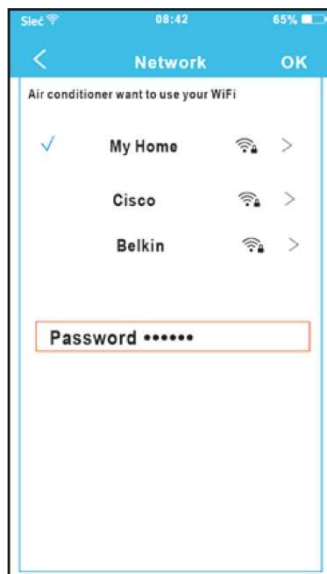 Sieć 08:42 65%
Network OK
Air conditioner want to use your WiFi
My Home
Cisco
Belkin
Password ••••••